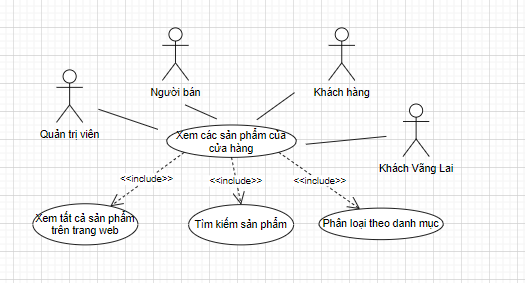 Người bán
Khách hàng
Quản trị viên
Xem các sản phẩm của
cửa hàng
Khách Vãng Lai
<<include>>
<<include>>
<<include>>
Xem tất cả sản phẩm
trên trang web
Tìm kiếm sản phẩm
Phân loại theo danh mục